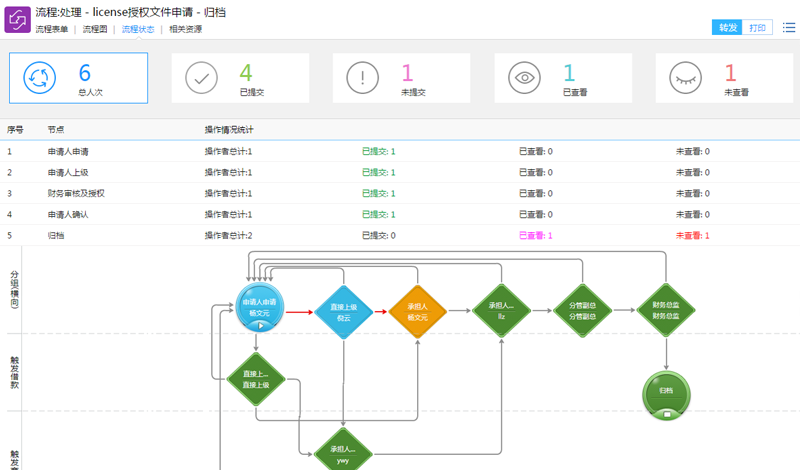 流程:处理 - license授权文件申请 - 归档
流程表单 | 流程图 | 流程状态 | 相关资源
转发 打印
6 总人次
4 已提交
1 未提交
1 已查看
1 未查看
序号 节点 操作情况统计
1 申请人申请 操作者总计:1 已提交: 1 已查看: 0 未查看: 0
2 申请人上级 操作者总计:1 已提交: 1 已查看: 0 未查看: 0
3 财务审核及授权 操作者总计:1 已提交: 1 已查看: 0 未查看: 0
4 申请人确认 操作者总计:1 已提交: 1 已查看: 0 未查看: 0
5 归档 操作者总计:2 已提交: 0 已查看: 1 未查看: 1
分组(横向)
申请人申请
杨文元
直接上级
倪云
承担人
杨文元
承担人...
llz
分管副总
分管副总
财务总监
财务总监
触发借款
直接上...
直接上级
归档
触发
承担人...
ywy